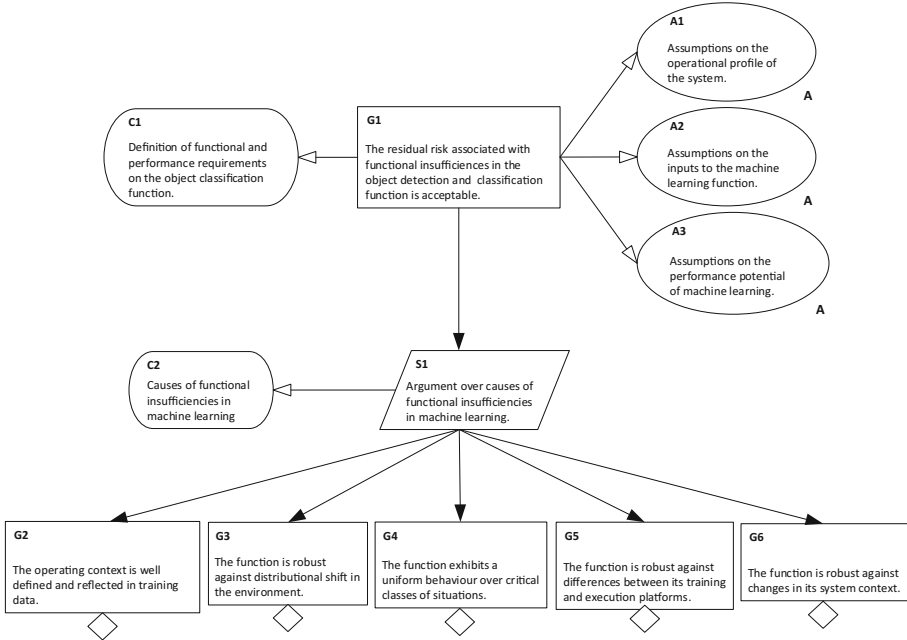 A1
Assumptions on the
operational profile of
the system.
A
C1
Definition of functional and
performance requirements
on the object classification
function.
G1
The residual risk associated with
functional insufficiences in the
object detection and classification
function is acceptable.
A2
Assumptions on the
inputs to the machine
learning function.
A
A3
Assumptions on the
performance potential
of machine learning.
A
C2
Causes of functional
insufficiencies in
machine learning
S1
Argument over causes of
functional insufficiencies
in machine learning.
G2
The operating context is well
defined and reflected in training
data.
G3
The function is robust
against distributional shift in
the environment.
G4
The function exhibits a
uniform behaviour over critical
classes of situations.
G5
The function is robust against
differences between its training
and execution platforms.
G6
The function is robust against
changes in its system context.